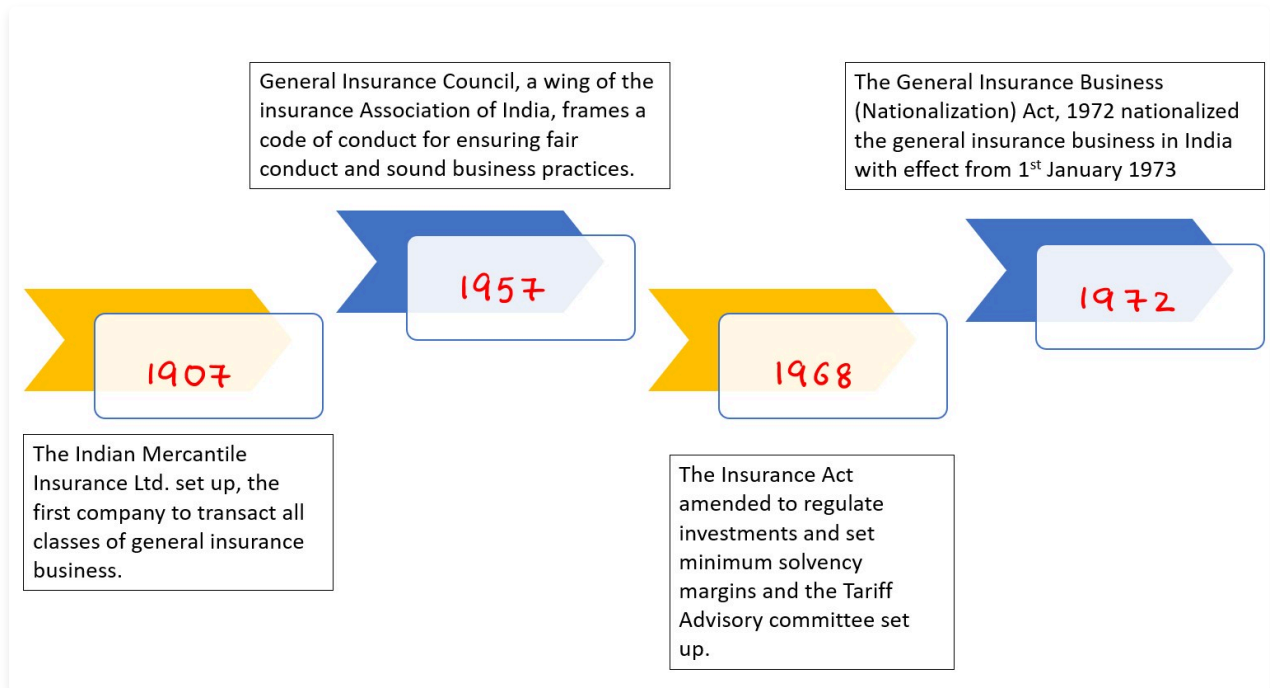 General Insurance Council, a wing of the
insurance Association of India, frames a
code of conduct for ensuring fair
conduct and sound business practices.
The General Insurance Business
(Nationalization) Act, 1972 nationalized
the general insurance business in India
with effect from 1st January 1973
1957
1972
1907
1968
The Indian Mercantile
Insurance Ltd. set up, the
first company to transact all
classes of general insurance
business.
The Insurance Act
amended to regulate
investments and set
minimum solvency
margins and the Tariff
Advisory committee set
up.